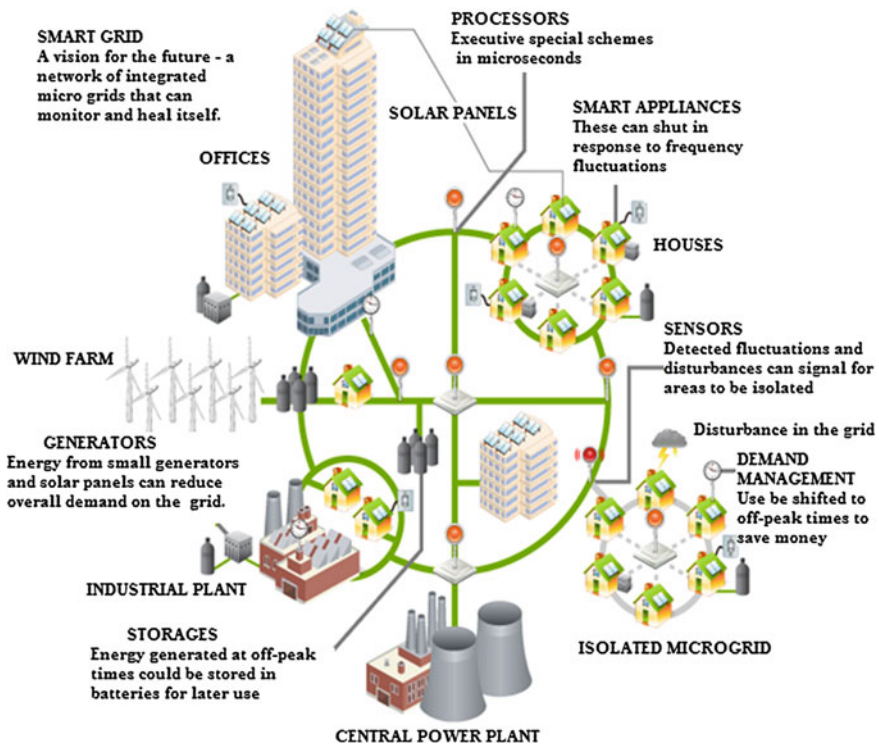 SMART GRID
A vision for the future - a
network of integrated
micro grids that can
monitor and heal itself.
PROCESSORS
Executive special schemes
in microseconds
SOLAR PANELS
SMART APPLIANCES
These can shut in
response to frequency
fluctuations
OFFICES
HOUSES
SENSORS
Detected fluctuations and
disturbances can signal for
areas to be isolated
WIND FARM
GENERATORS
Energy from small generators
and solar panels can reduce
overall demand on the grid.
Disturbance in the grid
DEMAND
MANAGEMENT
Use be shifted to
off-peak times to
save money
INDUSTRIAL PLANT
STORAGES
Energy generated at off-peak
times could be stored in
batteries for later use
ISOLATED MICROGRID
CENTRAL POWER PLANT